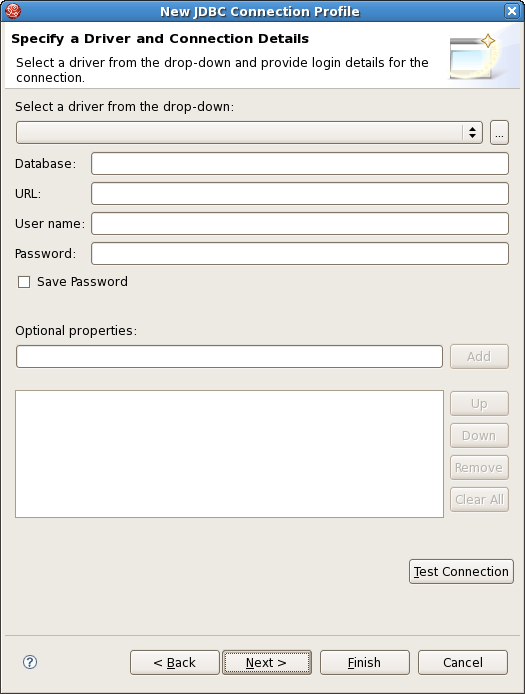 New JDBC Connection Profile
Specify a Driver and Connection Details
Select a driver from the drop-down and provide login details for the
connection.
Select a driver from the drop-down:
...
Database:
URL:
User name:
Password:
Save Password
Optional properties:
Add
Up
Down
Remove
Clear All
Test Connection
?
< Back
Next >
Finish
Cancel